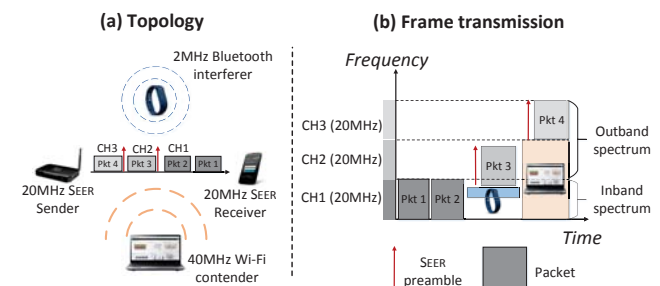 (a) Topology
2MHz Bluetooth
interferer
CH3
CH2
CH1
Pkt 4
Pkt 3
Pkt 2
Pkt 1
20MHz SEER
Sender
20MHz SEER
Receiver
40MHz Wi-Fi
contender
(b) Frame transmission
Frequency
CH3 (20MHz)
CH2 (20MHz)
CH1 (20MHz)
Pkt 4
Pkt 3
Pkt 1
Pkt 2
Outband
spectrum
Inband
spectrum
Time
SEER
preamble
Packet